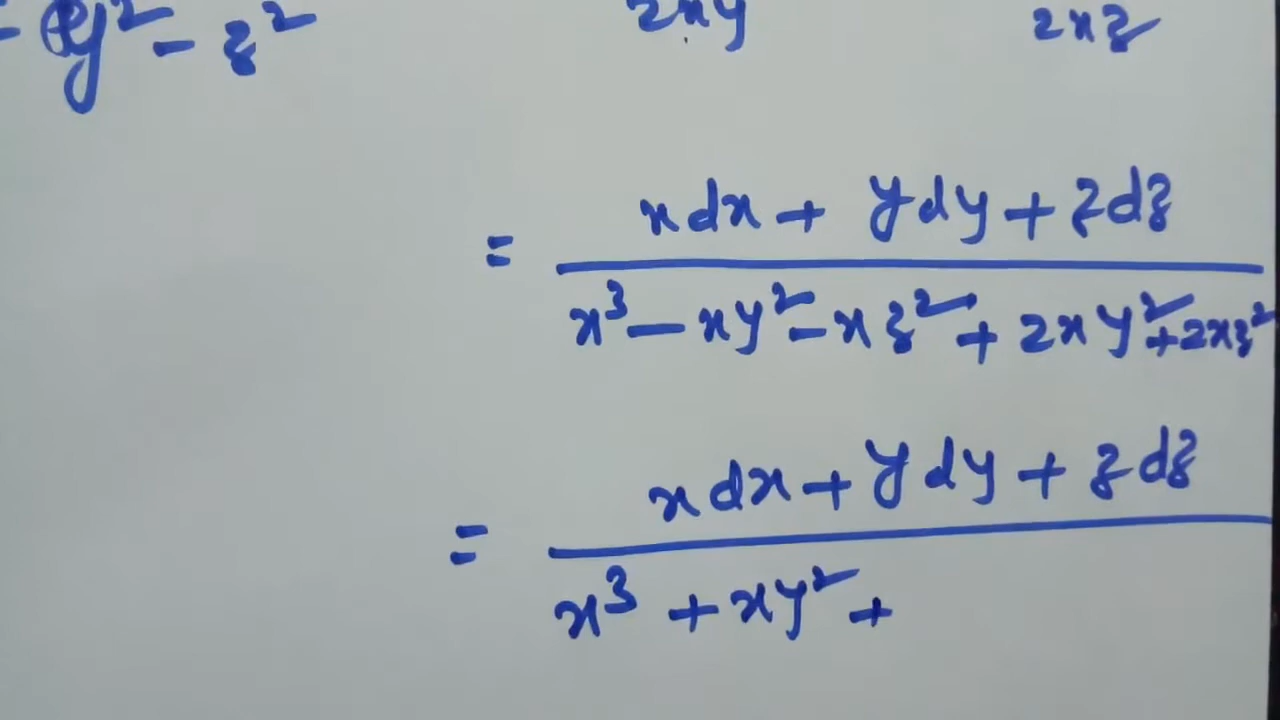 - y² - z² 2xy 2xz
= x dx + y dy + z dz
x³ - xy² - xz² + 2xy² + 2xz²
= x dx + y dy + z dz
x³ + xy² +